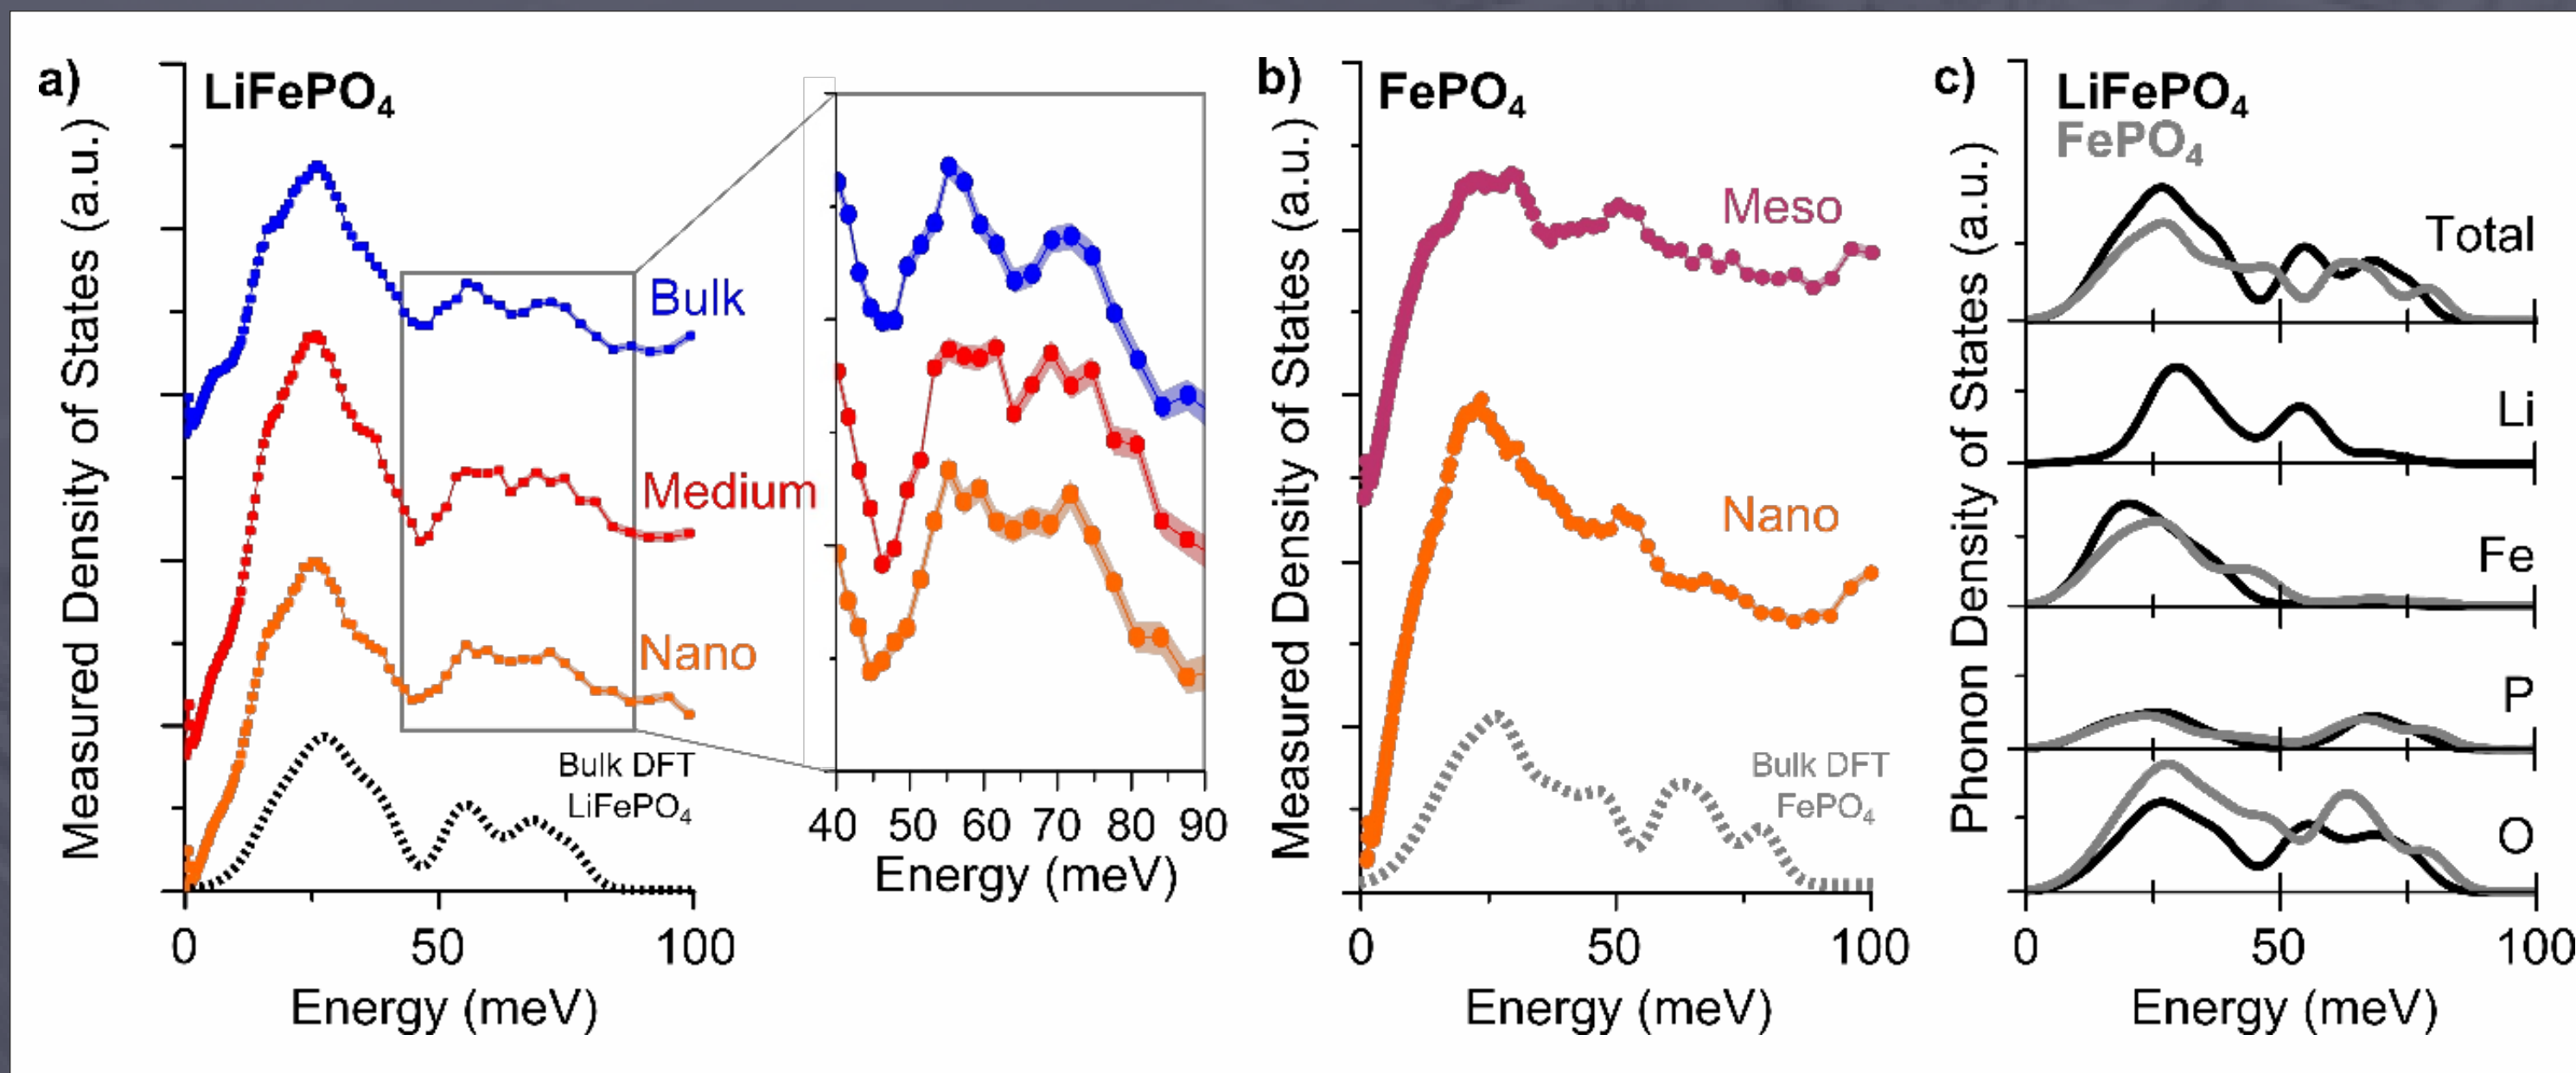 a)
LiFePO4
Measured Density of States (a.u.)
Bulk
Medium
Nano
Bulk DFT
LiFePO4
0 50 100
Energy (meV)
40 50 60 70 80 90
Energy (meV)
b)
FePO4
Measured Density of States (a.u.)
Meso
Nano
Bulk DFT
FePO4
0 50 100
Energy (meV)
c)
LiFePO4
FePO4
Phonon Density of States (a.u.)
Total
Li
Fe
P
O
0 50 100
Energy (meV)